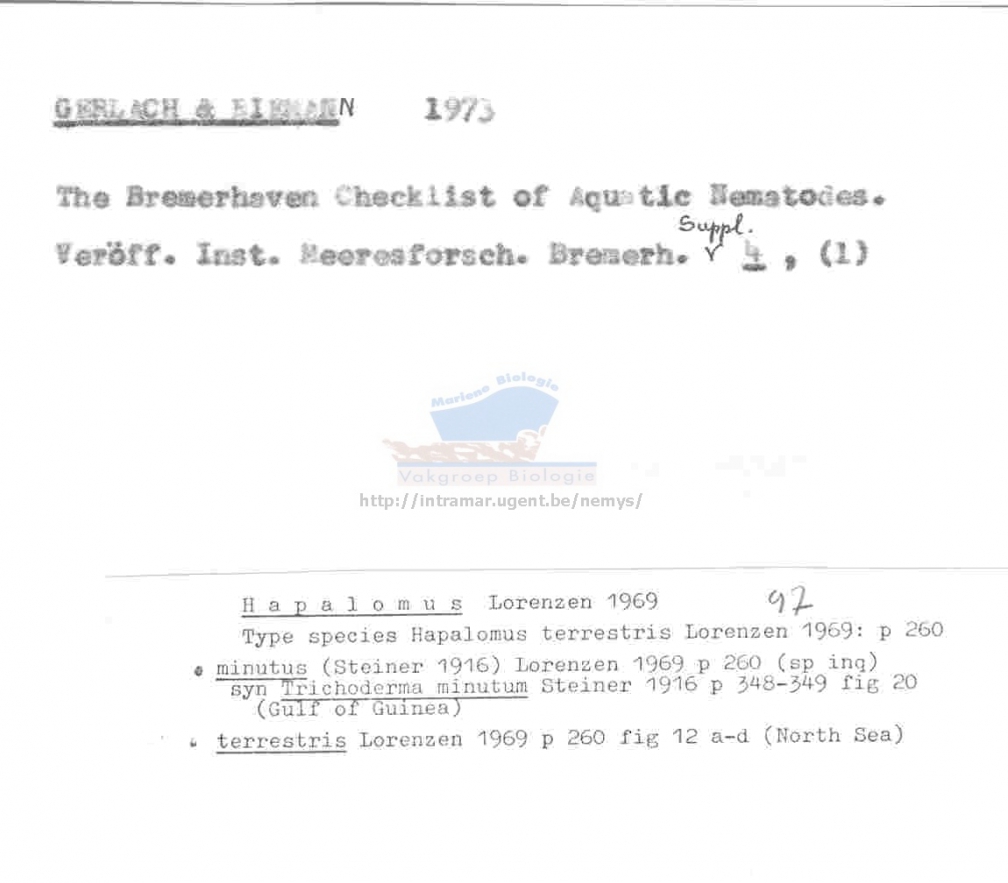 GERLACH & RIEMANN 1973
The Bremerhaven Checklist of Aquatic Nematodes.
Suppl.
Veröff. Inst. Meeresforsch. Bremerh. 4 , (1)
Mariene Biologie
Vakgroep Biologie
http://intramar.ugent.be/nemys/
Hapalomus Lorenzen 1969 92
Type species Hapalomus terrestris Lorenzen 1969: p 260
minutus (Steiner 1916) Lorenzen 1969 p 260 (sp inq)
syn Trichoderma minutum Steiner 1916 p 348-349 fig 20
(Gulf of Guinea)
terrestris Lorenzen 1969 p 260 fig 12 a-d (North Sea)